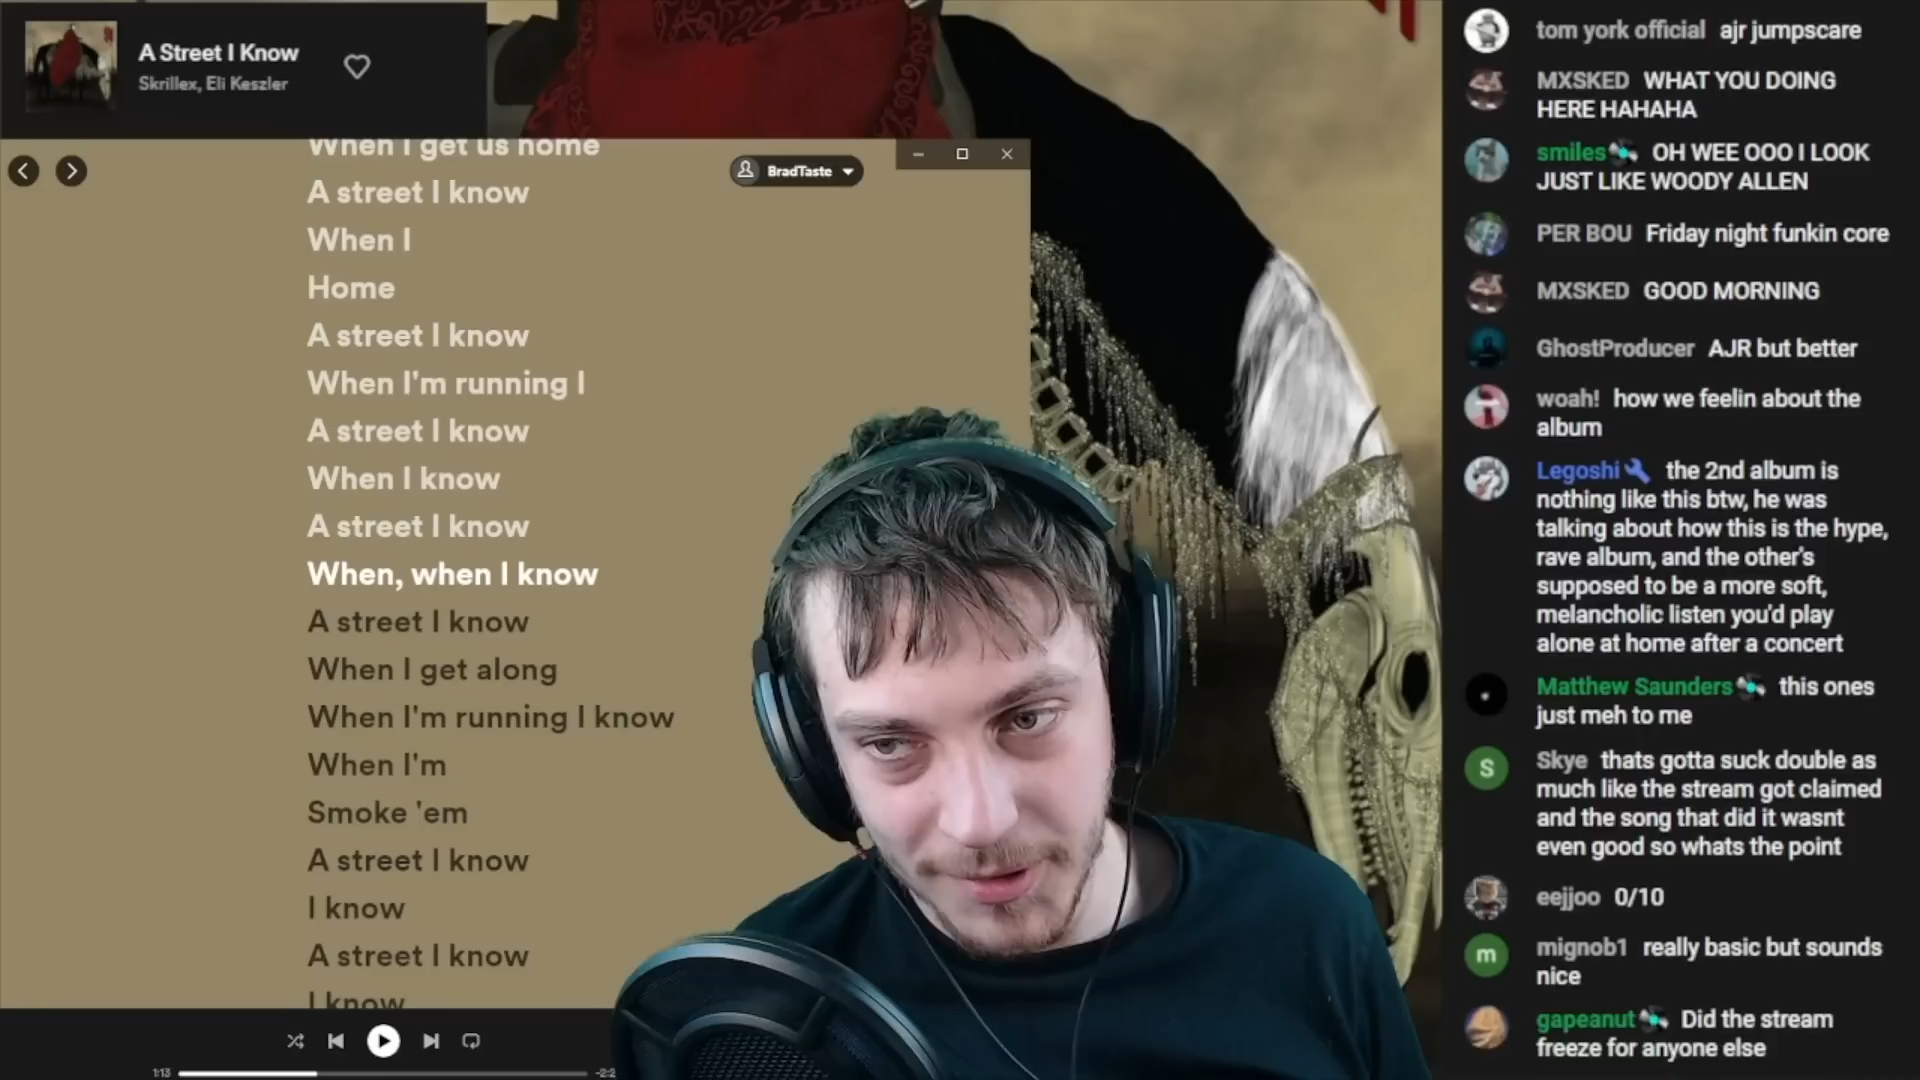 A Street I Know
Skrillex, Eli Keszler
When I get us home
A street I know
When I
Home
A street I know
When I'm running I
A street I know
When I know
A street I know
When, when I know
A street I know
When I get along
When I'm running I know
When I'm
Smoke 'em
A street I know
I know
A street I know
I know
BradTaste
1:13
-2:2
tom york official ajr jumpscare
MXSKED WHAT YOU DOING
HERE HAHAHA
smiles OH WEE OOO I LOOK
JUST LIKE WOODY ALLEN
PER BOU Friday night funkin core
MXSKED GOOD MORNING
GhostProducer AJR but better
woah! how we feelin about the
album
Legoshi the 2nd album is
nothing like this btw, he was
talking about how this is the hype,
rave album, and the other's
supposed to be a more soft,
melancholic listen you'd play
alone at home after a concert
Matthew Saunders this ones
just meh to me
S
Skye thats gotta suck double as
much like the stream got claimed
and the song that did it wasnt
even good so whats the point
eejjoo 0/10
m
mignob1 really basic but sounds
nice
gapeanut Did the stream
freeze for anyone else